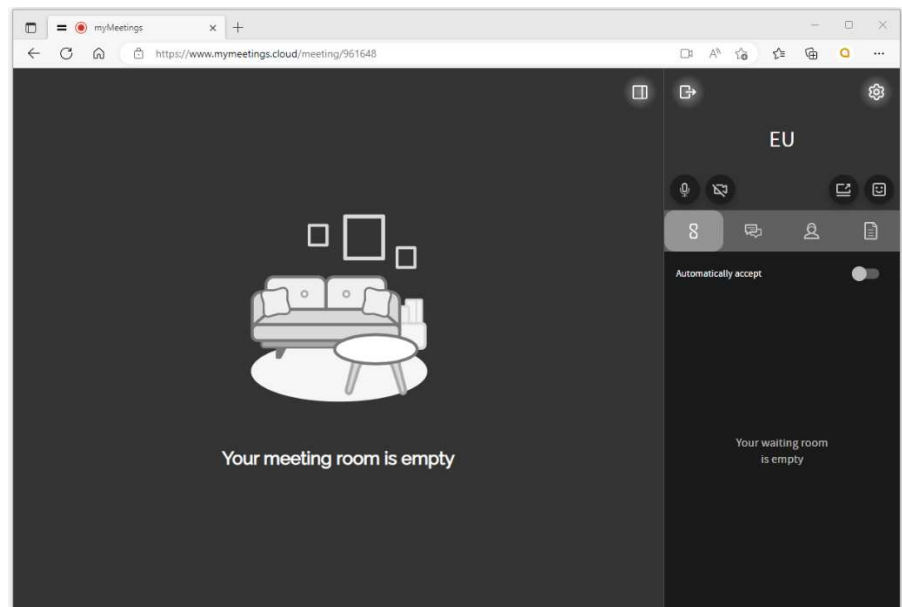 myMeetings
https://www.mymeetings.cloud/meeting/961648
EU
Automatically accept
Your meeting room is empty
Your waiting room
is empty